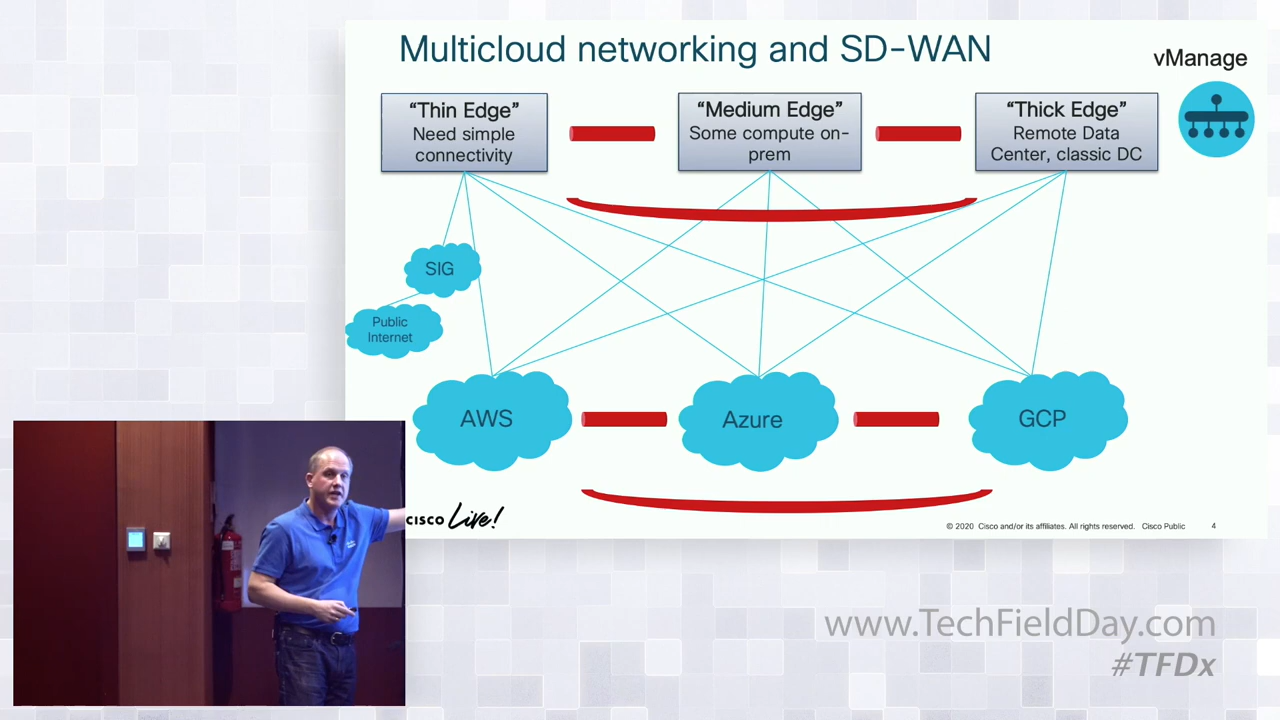 Multicloud networking and SD-WAN
vManage
“Thin Edge”
Need simple
connectivity
“Medium Edge”
Some compute on-
prem
“Thick Edge”
Remote Data
Center, classic DC
SIG
Public
Internet
AWS
Azure
GCP
CISCO Live!
© 2020 Cisco and/or its affiliates. All rights reserved. Cisco Public 4
www.TechFieldDay.com
#TFDx